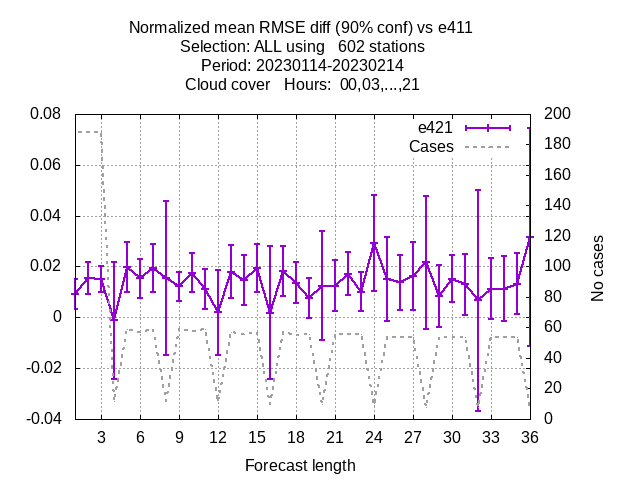 Normalized mean RMSE diff (90% conf) vs e411
Selection: ALL using   602 stations
Period: 20230114-20230214
Cloud cover   Hours:  00,03,...,21
e421
Cases
0.08
0.06
0.04
0.02
0
-0.02
-0.04
200
180
160
140
120
100
80
60
40
20
0
No cases
3 6 9 12 15 18 21 24 27 30 33 36
Forecast length